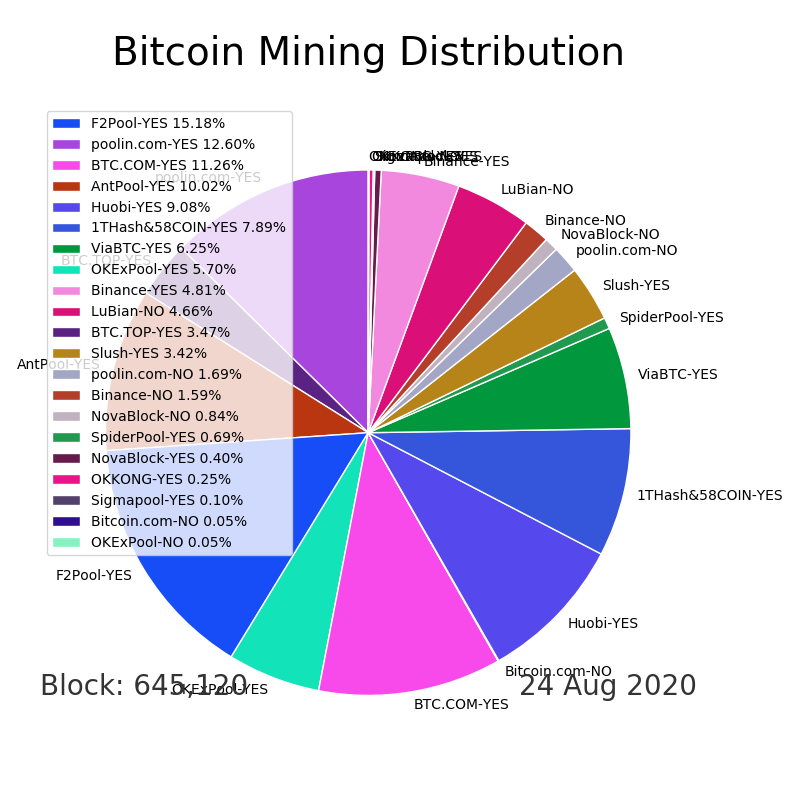 Bitcoin Mining Distribution
F2Pool-YES 15.18%
poolin.com-YES 12.60%
BTC.COM-YES 11.26%
AntPool-YES 10.02%
Huobi-YES 9.08%
1THash&58COIN-YES 7.89%
ViaBTC-YES 6.25%
OKExPool-YES 5.70%
Binance-YES 4.81%
LuBian-NO 4.66%
BTC.TOP-YES 3.47%
Slush-YES 3.42%
poolin.com-NO 1.69%
Binance-NO 1.59%
NovaBlock-NO 0.84%
SpiderPool-YES 0.69%
NovaBlock-YES 0.40%
OKKONG-YES 0.25%
Sigmapool-YES 0.10%
Bitcoin.com-NO 0.05%
OKExPool-NO 0.05%
Binance-YES
LuBian-NO
Binance-NO
NovaBlock-NO
poolin.com-NO
Slush-YES
SpiderPool-YES
ViaBTC-YES
1THash&58COIN-YES
Huobi-YES
Bitcoin.com-NO
BTC.COM-YES
OKExPool-YES
F2Pool-YES
AntPool-YES
BTC.TOP-YES
poolin.com-YES
Block: 645,120
24 Aug 2020